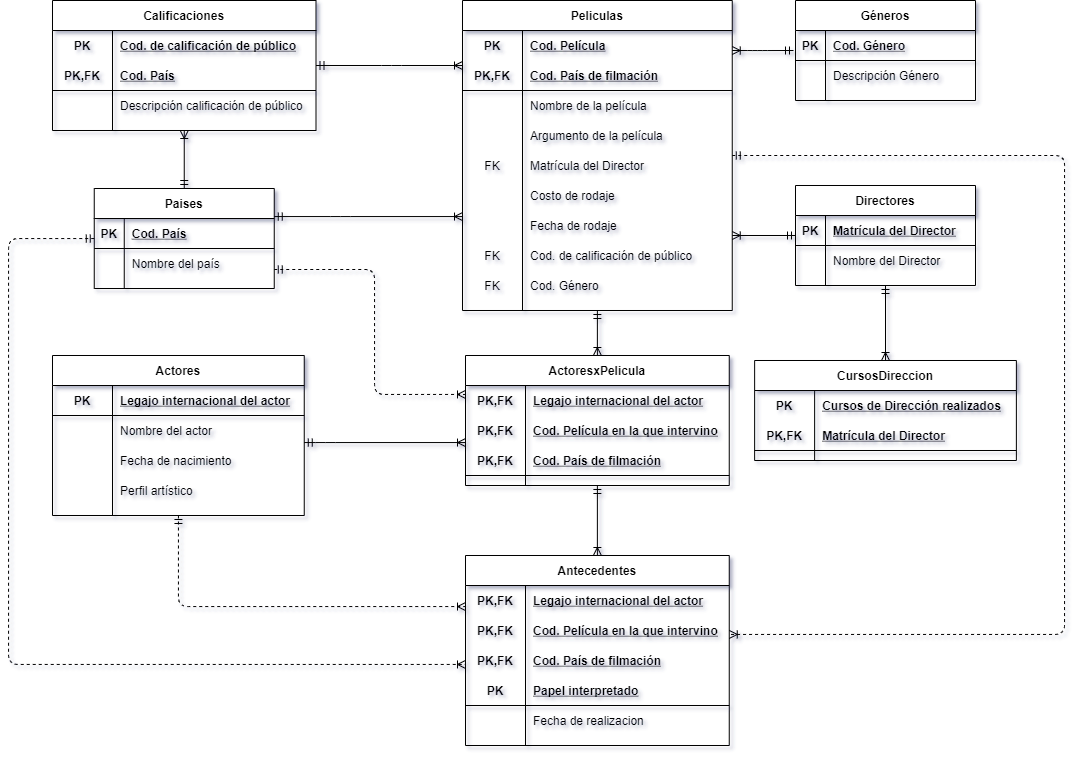 Calificaciones
PK Cod. de calificación de público
PK,FK Cod. País
Descripción calificación de público
Peliculas
PK Cod. Película
PK,FK Cod. País de filmación
Nombre de la película
Argumento de la película
FK Matrícula del Director
Costo de rodaje
Fecha de rodaje
FK Cod. de calificación de público
FK Cod. Género
Géneros
PK Cod. Género
Descripción Género
Paises
PK Cod. País
Nombre del país
Directores
PK Matrícula del Director
Nombre del Director
Actores
PK Legajo internacional del actor
Nombre del actor
Fecha de nacimiento
Perfil artístico
ActoresxPelicula
PK,FK Legajo internacional del actor
PK,FK Cod. Película en la que intervino
PK,FK Cod. País de filmación
CursosDireccion
PK Cursos de Dirección realizados
PK,FK Matrícula del Director
Antecedentes
PK,FK Legajo internacional del actor
PK,FK Cod. Película en la que intervino
PK,FK Cod. País de filmación
PK Papel interpretado
Fecha de realizacion